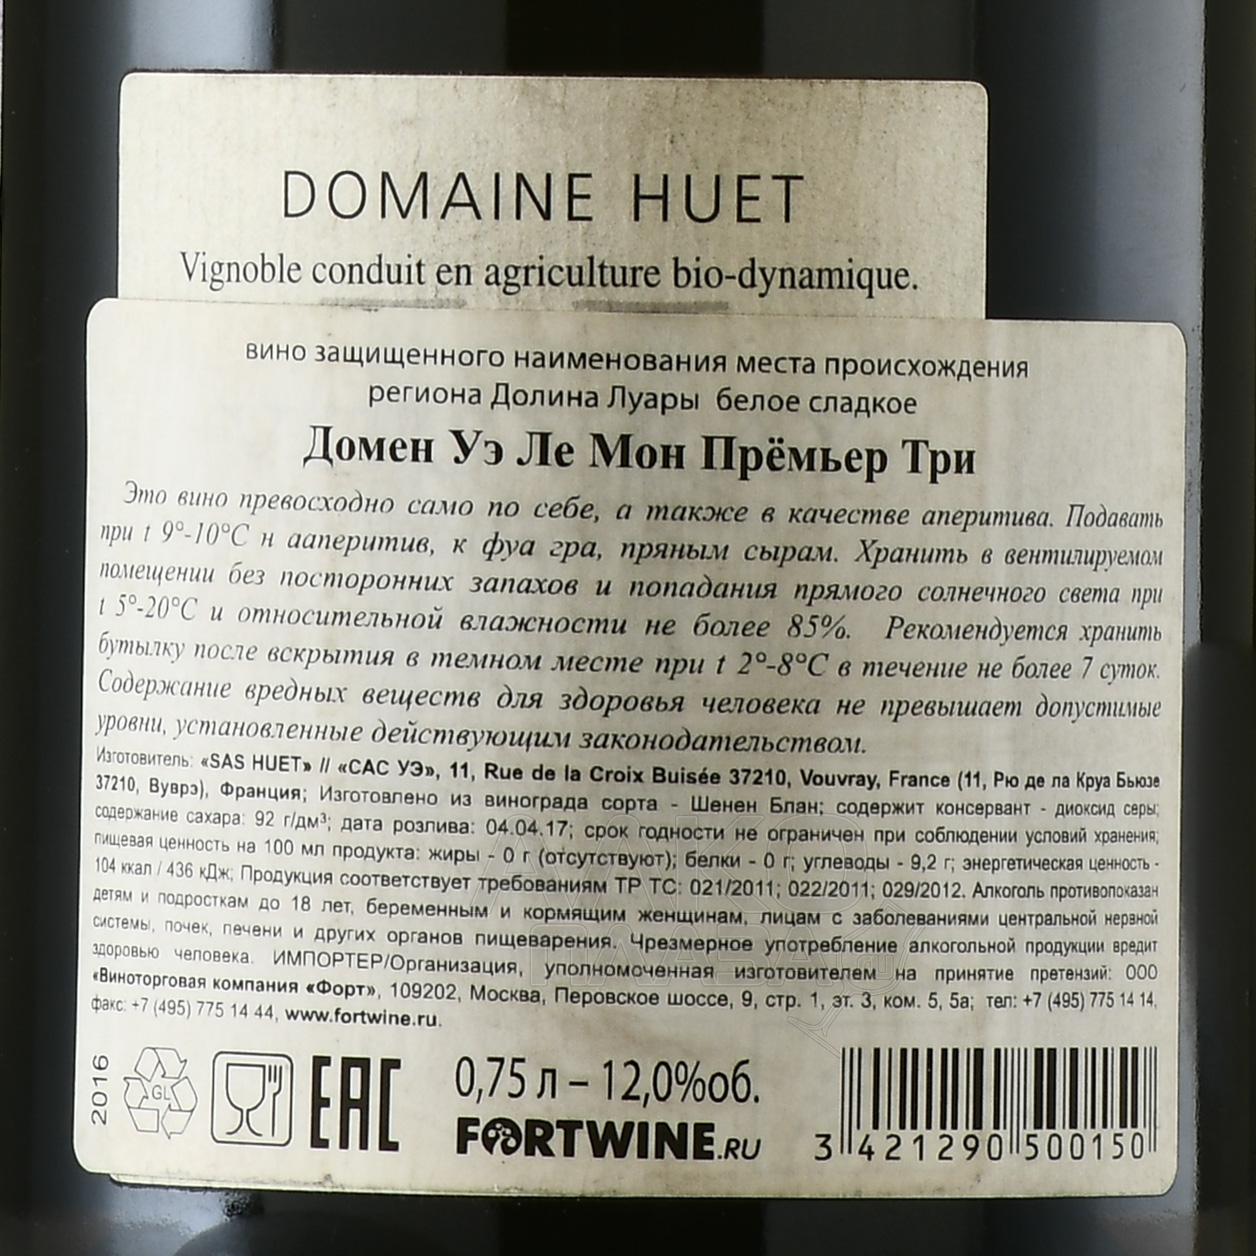 DOMAINE HUET
Vignoble conduit en agriculture bio-dynamique.
вино защищенного наименования места происхождения
региона Долина Луары белое сладкое
Домен Уэ Ле Мон Прёмьер Три
Это вино превосходно само по себе, а также в качестве аперитива. Подавать
при t 9°-10°C н ааперитив, к фуа гра, пряным сырам. Хранить в вентилируемом
помещении без посторонних запахов и попадания прямого солнечного света при
t 5°-20°C и относительной влажности не более 85%. Рекомендуется хранить
бутылку после вскрытия в темном месте при t 2°-8°C в течение не более 7 суток.
Содержание вредных веществ для здоровья человека не превышает допустимые
уровни, установленные действующим законодательством.
Изготовитель: «SAS HUET» // «САС УЭ», 11, Rue de la Croix Buisée 37210, Vouvray, France (11, Рю де ла Круа Бьюзе
37210, Вуврэ), Франция; Изготовлено из винограда сорта - Шенен Блан; содержит консервант - диоксид серы;
содержание сахара: 92 г/дм³; дата розлива: 04.04.17; срок годности не ограничен при соблюдении условий хранения;
пищевая ценность на 100 мл продукта: жиры - 0 г (отсутствуют); белки - 0 г; углеводы - 9,2 г; энергетическая ценность -
104 ккал / 436 кДж; Продукция соответствует требованиям ТР ТС: 021/2011; 022/2011; 029/2012. Алкоголь противопоказан
детям и подросткам до 18 лет, беременным и кормящим женщинам, лицам с заболеваниями центральной нервной
системы, почек, печени и других органов пищеварения. Чрезмерное употребление алкогольной продукции вредит
здоровью человека. ИМПОРТЕР/Организация, уполномоченная изготовителем на принятие претензий: ООО
«Виноторговая компания «Форт», 109202, Москва, Перовское шоссе, 9, стр. 1, эт. 3, ком. 5, 5а; тел: +7 (495) 775 14 14,
факс: +7 (495) 775 14 44, www.fortwine.ru.
2016
GL
EAC
0,75 л – 12,0%об.
FORTWINE.RU
3 421290 500150